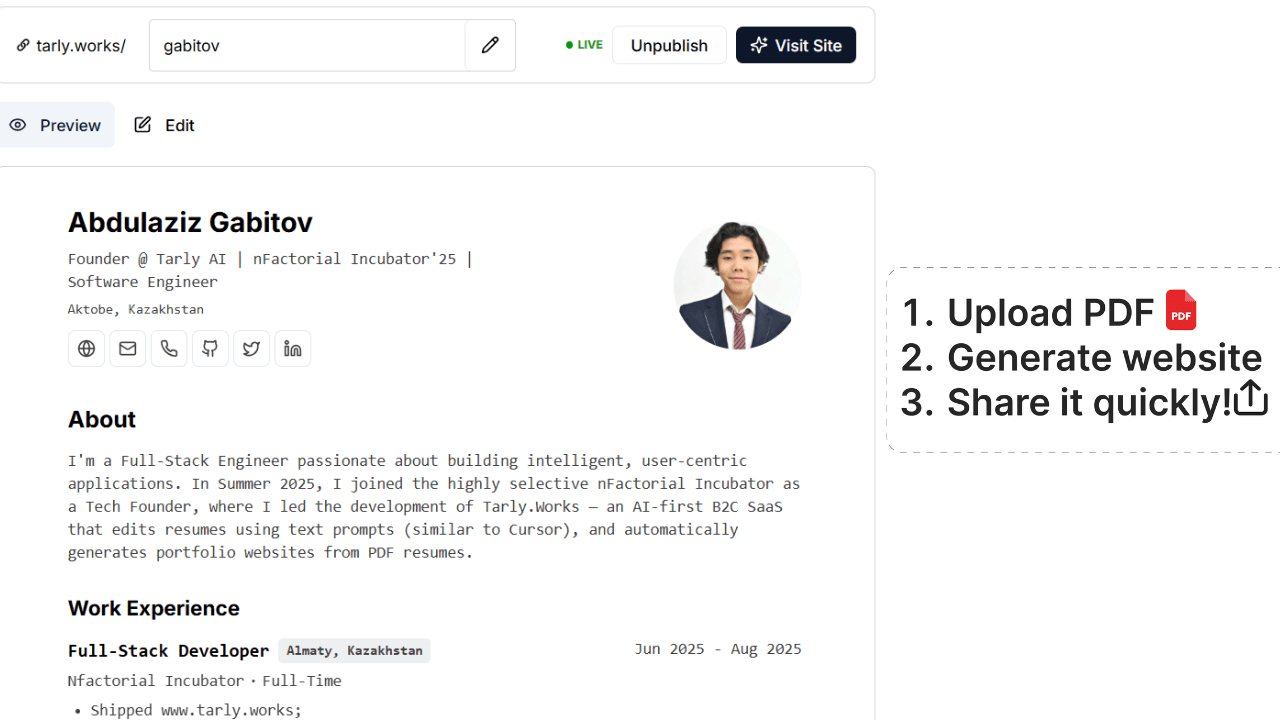 tarly.works/
gabitov
LIVE
Unpublish
Visit Site
Preview
Edit
Abdulaziz Gabitov
Founder @ Tarly AI | nFactorial Incubator'25 |
Software Engineer
Aktobe, Kazakhstan
About
I'm a Full-Stack Engineer passionate about building intelligent, user-centric
applications. In Summer 2025, I joined the highly selective nFactorial Incubator as
a Tech Founder, where I led the development of Tarly.Works — an AI-first B2C SaaS
that edits resumes using text prompts (similar to Cursor), and automatically
generates portfolio websites from PDF resumes.
Work Experience
Full-Stack Developer Almaty, Kazakhstan Jun 2025 - Aug 2025
Nfactorial Incubator · Full-Time
• Shipped www.tarly.works;
1. Upload PDF PDF
2. Generate website
3. Share it quickly!